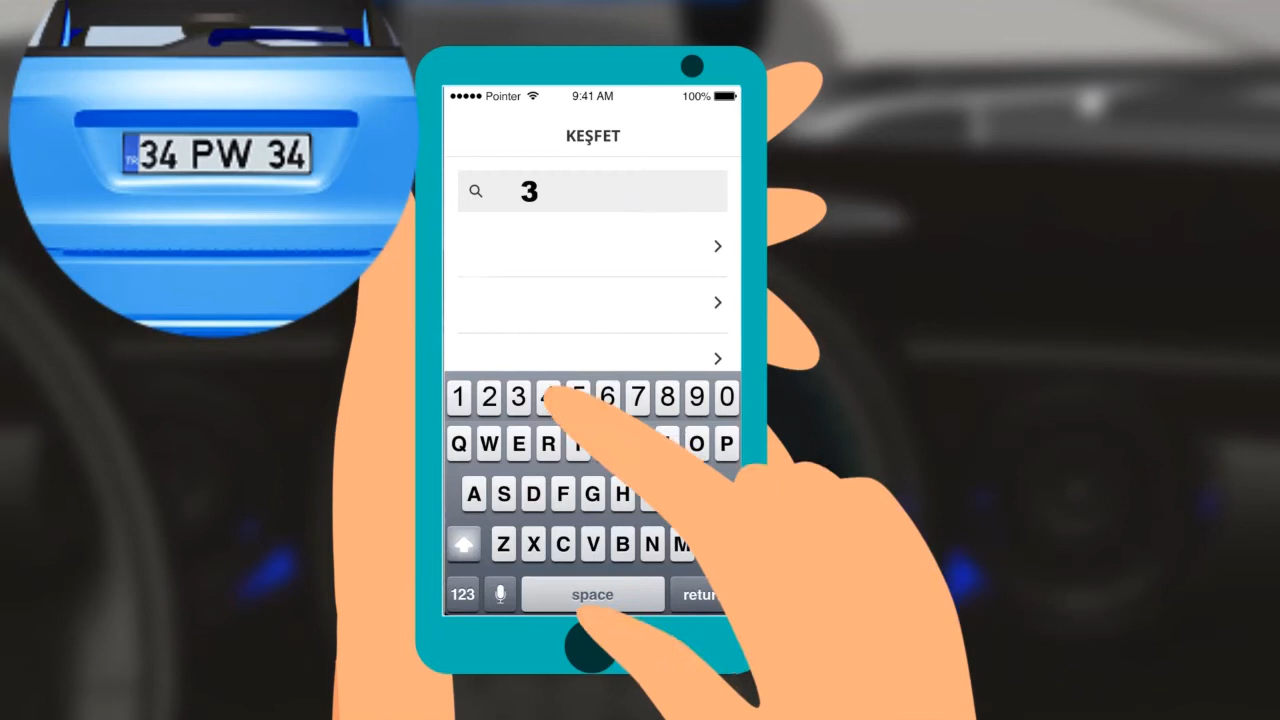 TR 34 PW 34
Pointer 9:41 AM 100%
KEŞFET
3
1 2 3 4 5 6 7 8 9 0
Q W E R O P
A S D F G H
Z X C V B N M
123 space return